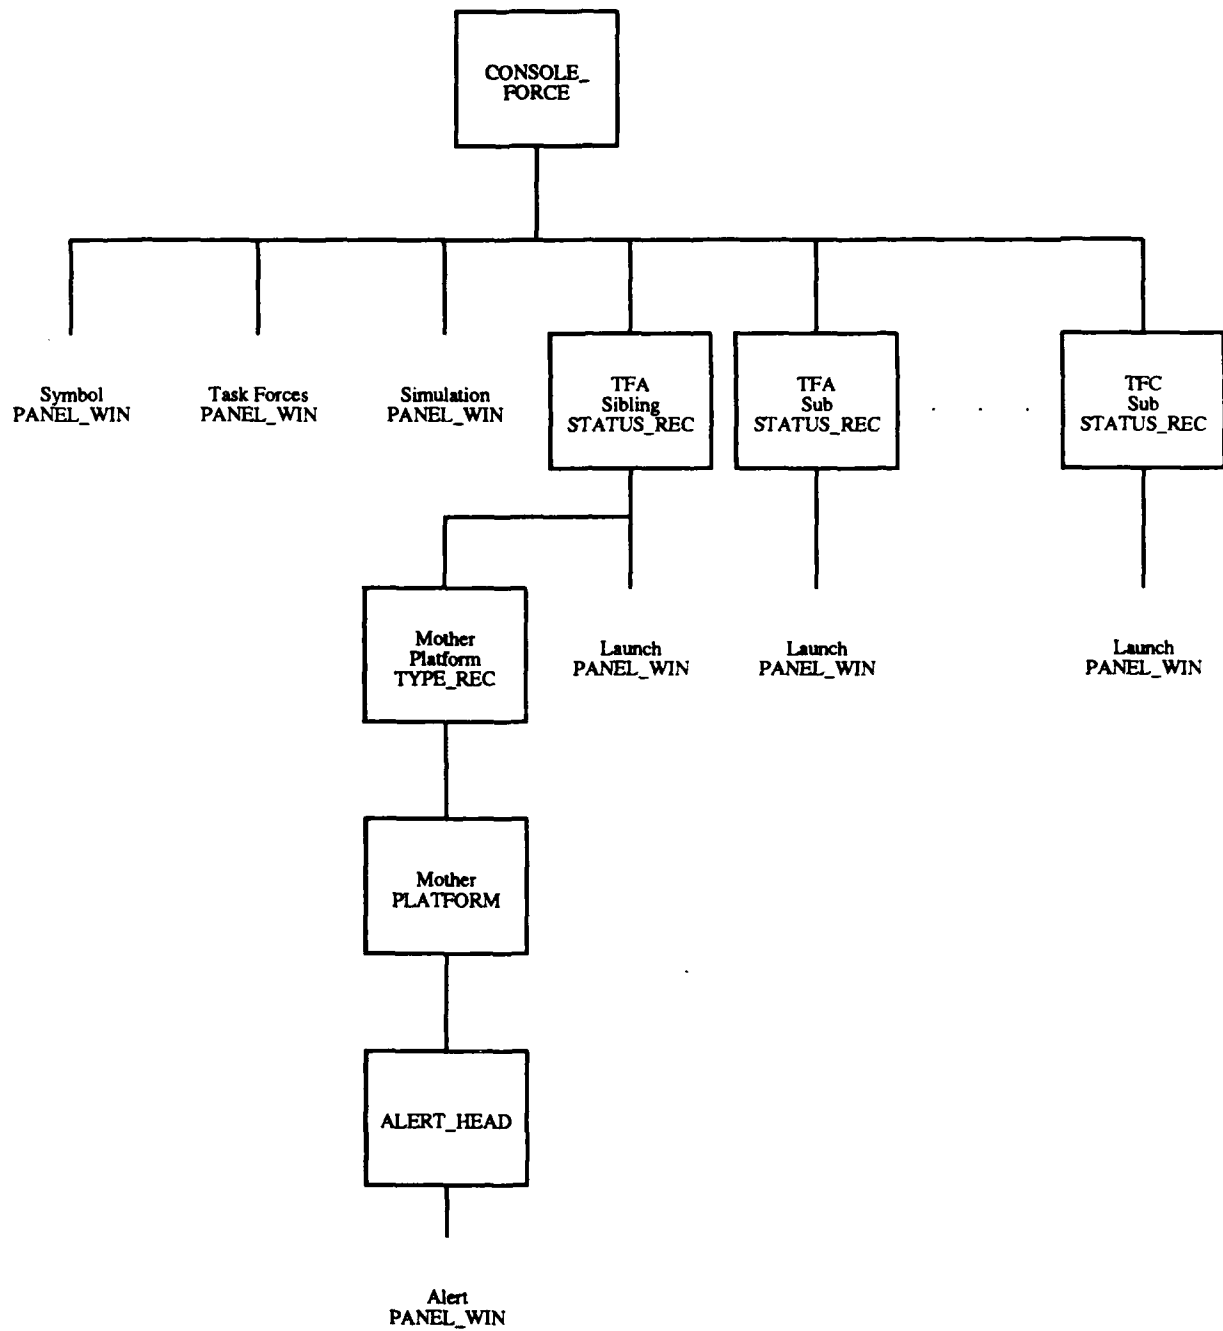 CONSOLE_
FORCE
Symbol
PANEL_WIN
Task Forces
PANEL_WIN
Simulation
PANEL_WIN
TFA
Sibling
STATUS_REC
TFA
Sub
STATUS_REC
. . .
TFC
Sub
STATUS_REC
Mother
Platform
TYPE_REC
Launch
PANEL_WIN
Launch
PANEL_WIN
Launch
PANEL_WIN
Mother
PLATFORM
ALERT_HEAD
Alert
PANEL_WIN